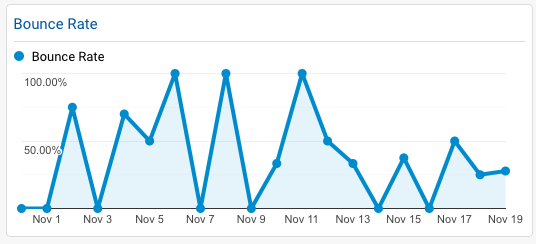 Bounce Rate
Bounce Rate
100.00%
50.00%
Nov 1 Nov 3 Nov 5 Nov 7 Nov 9 Nov 11 Nov 13 Nov 15 Nov 17 Nov 19